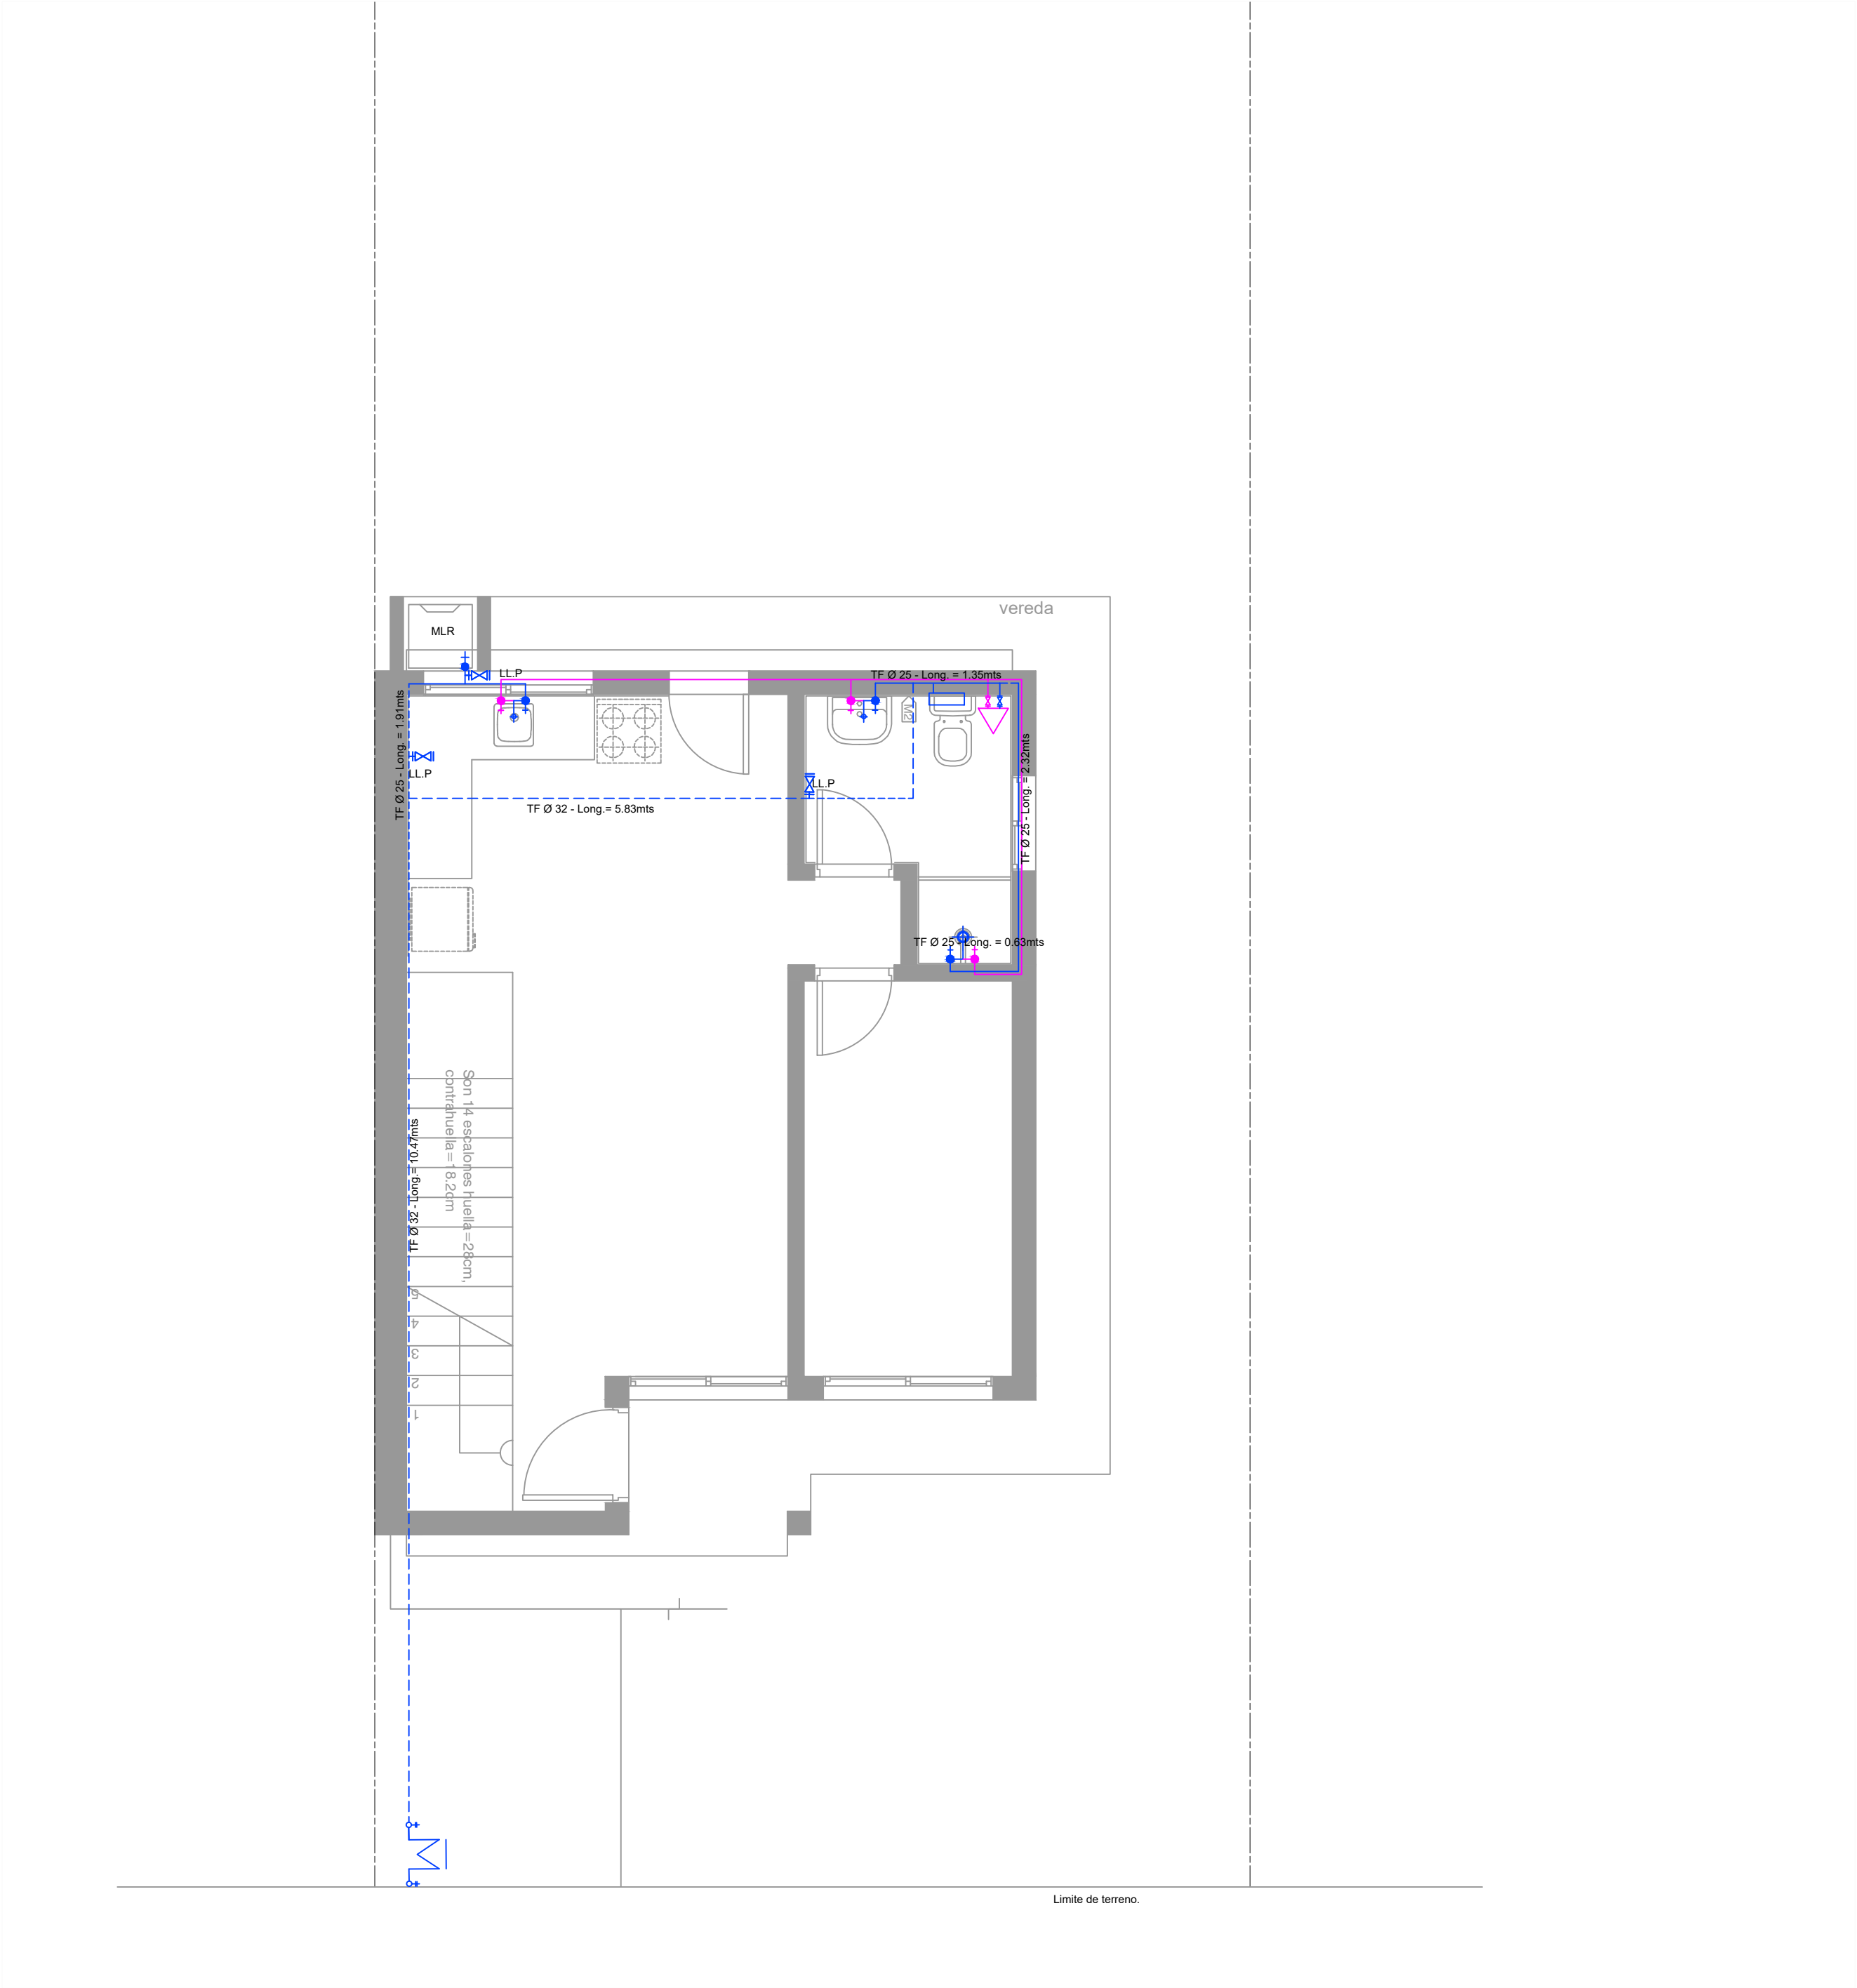 vereda
MLR
LL.P
TF Ø 25 - Long. = 1.35mts
TF Ø 25 - Long. = 1.91mts
M2
LL.P
LL.P
TF Ø 32 - Long.= 5.83mts
TF Ø 25 - Long. = 2.32mts
TF Ø 25 - Long. = 0.63mts
Son 14 escalones huella=28cm,
contrahuella=18.2cm
TF Ø 32 - Long.= 10.47mts
5
4
3
2
1
Limite de terreno.